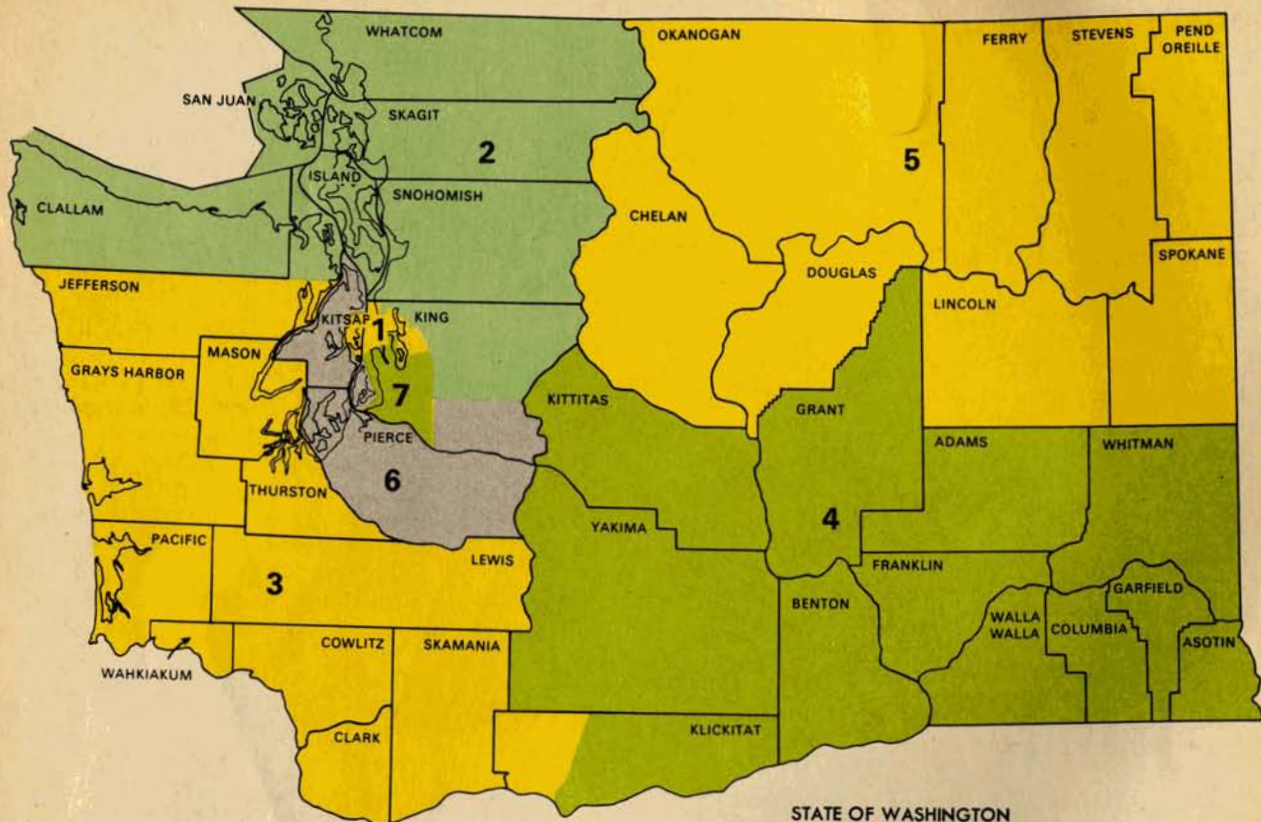 WHATCOM
OKANOGAN
FERRY
STEVENS
PEND
OREILLE
SAN JUAN
SKAGIT
2
5
ISLAND
SNOHOMISH
CLALLAM
CHELAN
SPOKANE
DOUGLAS
JEFFERSON
LINCOLN
KITSAP
1
KING
MASON
GRAYS HARBOR
7
KITTITAS
GRANT
PIERCE
ADAMS
WHITMAN
6
THURSTON
4
YAKIMA
PACIFIC
LEWIS
FRANKLIN
3
GARFIELD
BENTON
WALLA
WALLA
COLUMBIA
ASOTIN
COWLITZ
SKAMANIA
WAHKIAKUM
CLARK
KLICKITAT
STATE OF WASHINGTON